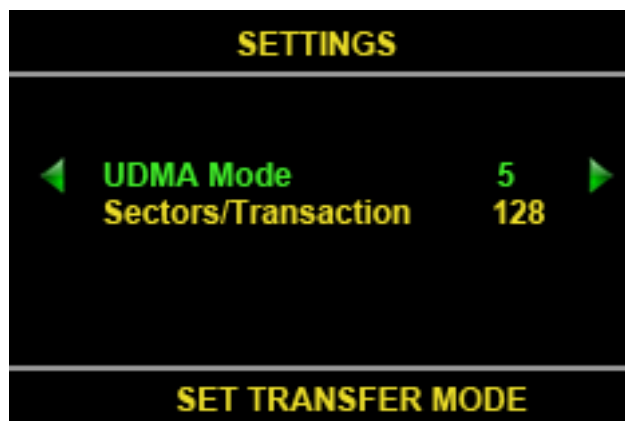 SETTINGS
UDMA Mode 5
Sectors/Transaction 128
SET TRANSFER MODE